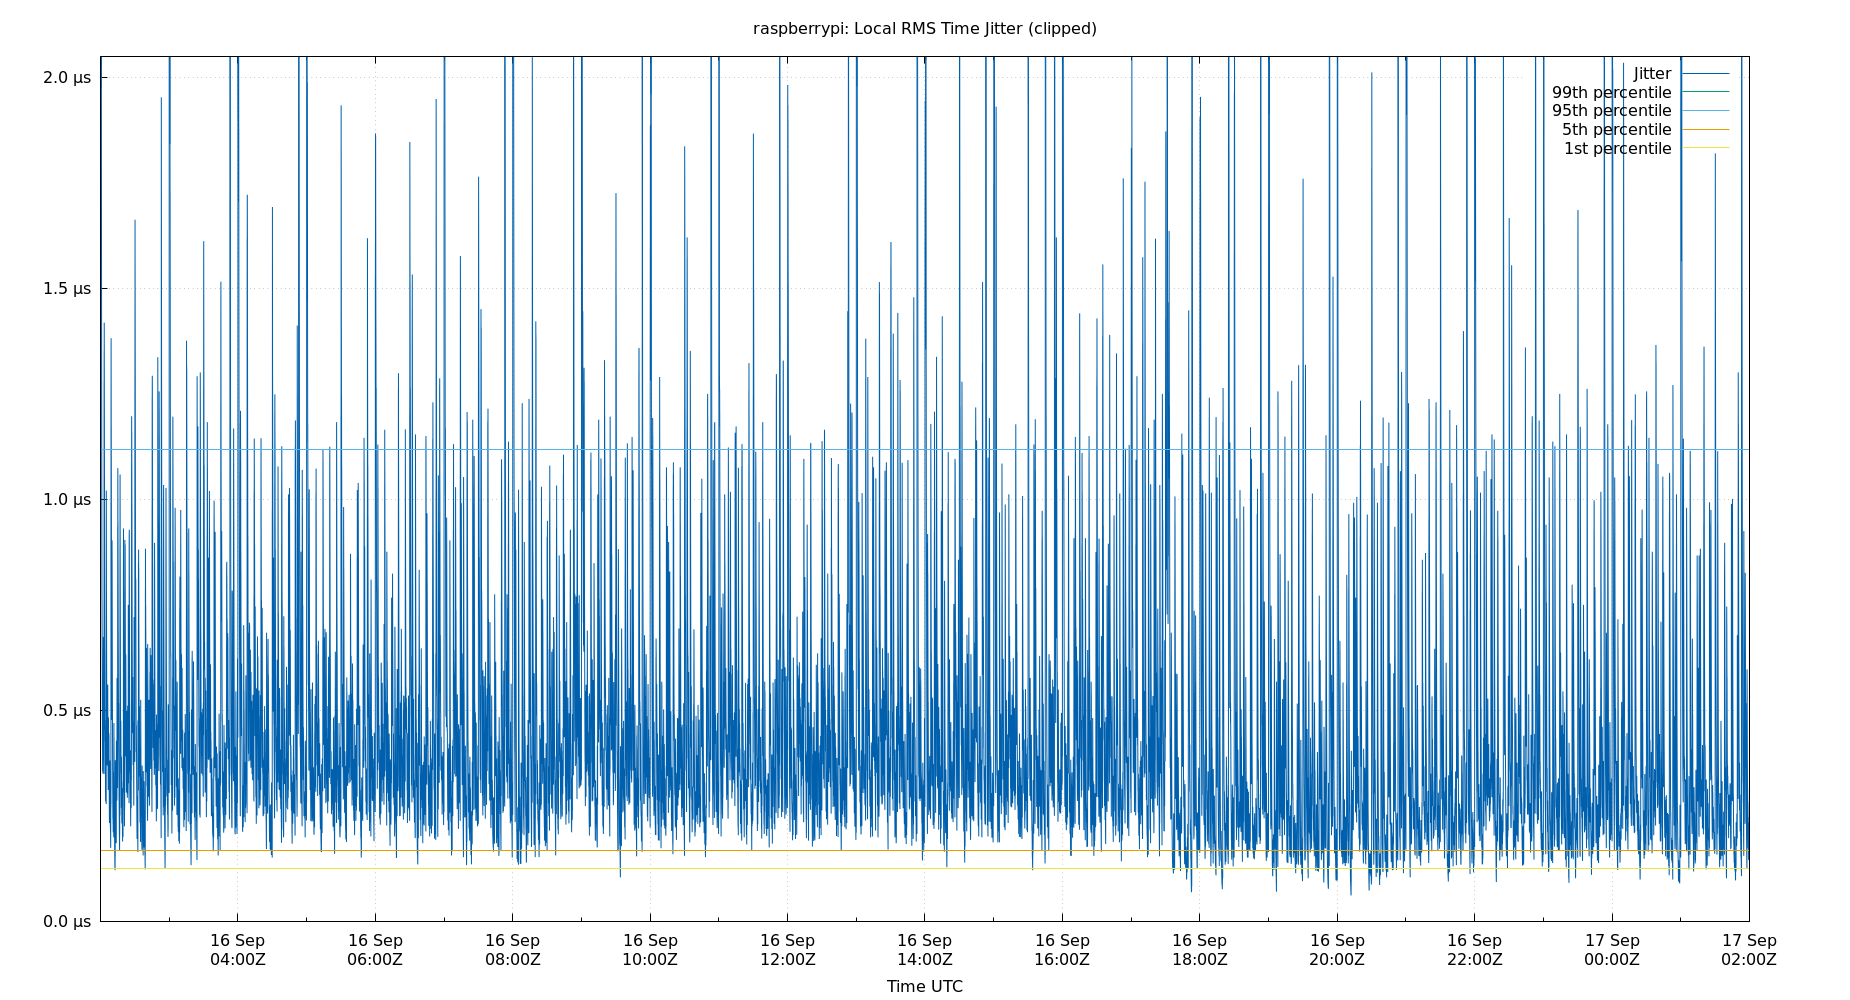 raspberrypi: Local RMS Time Jitter (clipped)
2.0 µs
1.5 µs
1.0 µs
0.5 µs
0.0 µs
Jitter
99th percentile
95th percentile
5th percentile
1st percentile
16 Sep 16 Sep 16 Sep 16 Sep 16 Sep 16 Sep 16 Sep 16 Sep 16 Sep 16 Sep 17 Sep 17 Sep
04:00Z 06:00Z 08:00Z 10:00Z 12:00Z 14:00Z 16:00Z 18:00Z 20:00Z 22:00Z 00:00Z 02:00Z
Time UTC